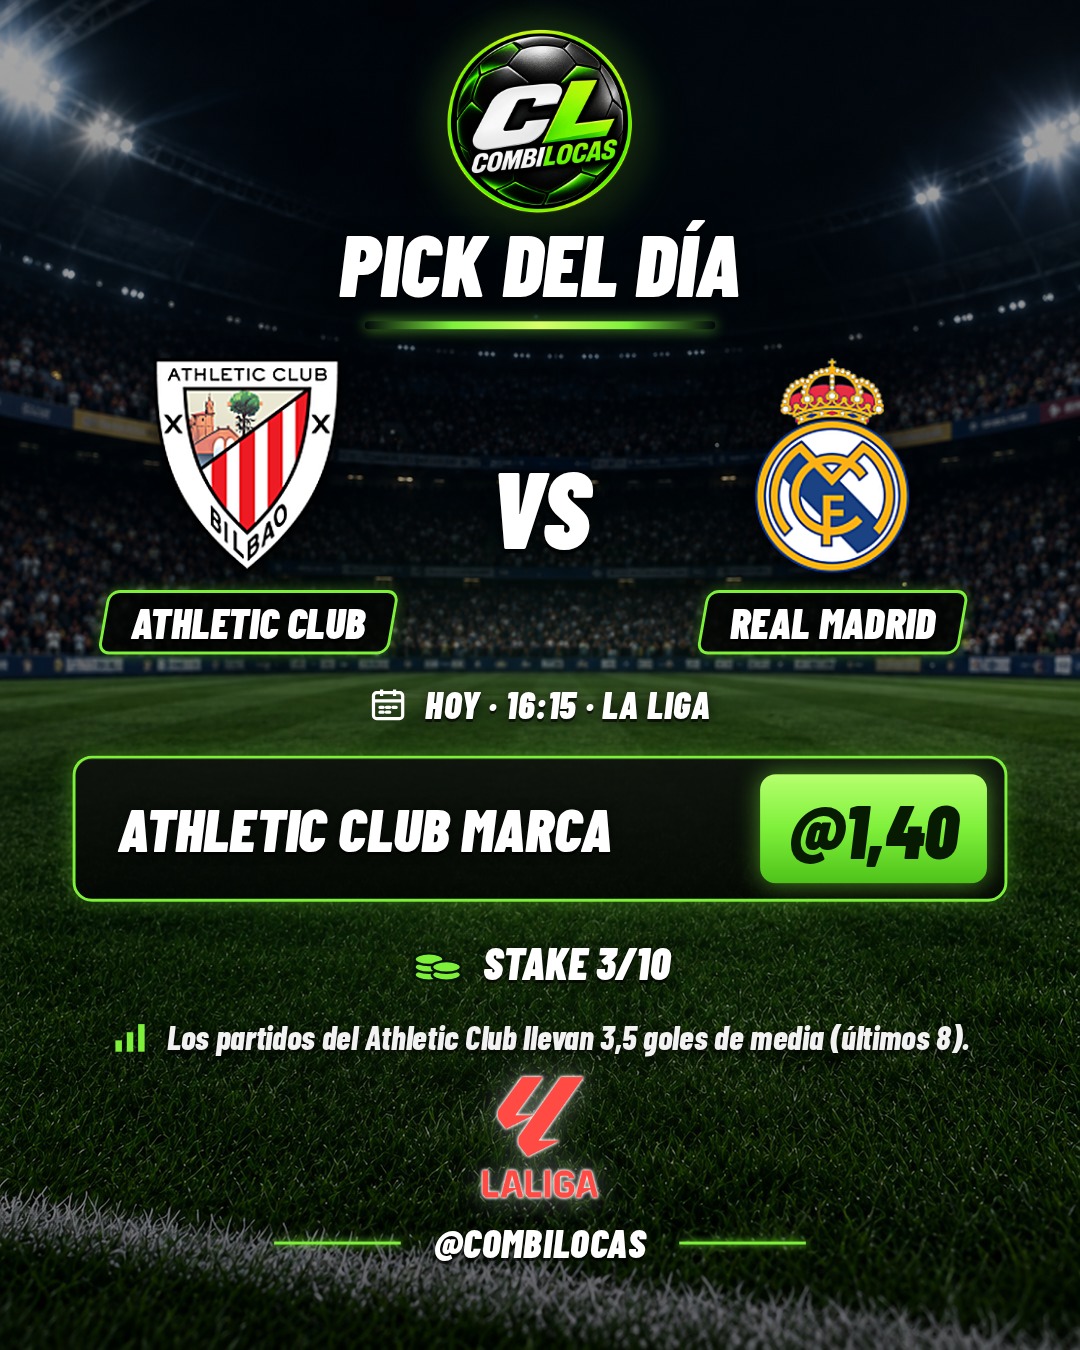 CL
COMBILOCAS
PICK DEL DÍA
ATHLETIC CLUB
BILBAO
VS
ATHLETIC CLUB
REAL MADRID
HOY · 16:15 · LA LIGA
ATHLETIC CLUB MARCA
@1,40
STAKE 3/10
Los partidos del Athletic Club llevan 3,5 goles de media (últimos 8).
LALIGA
@COMBILOCAS